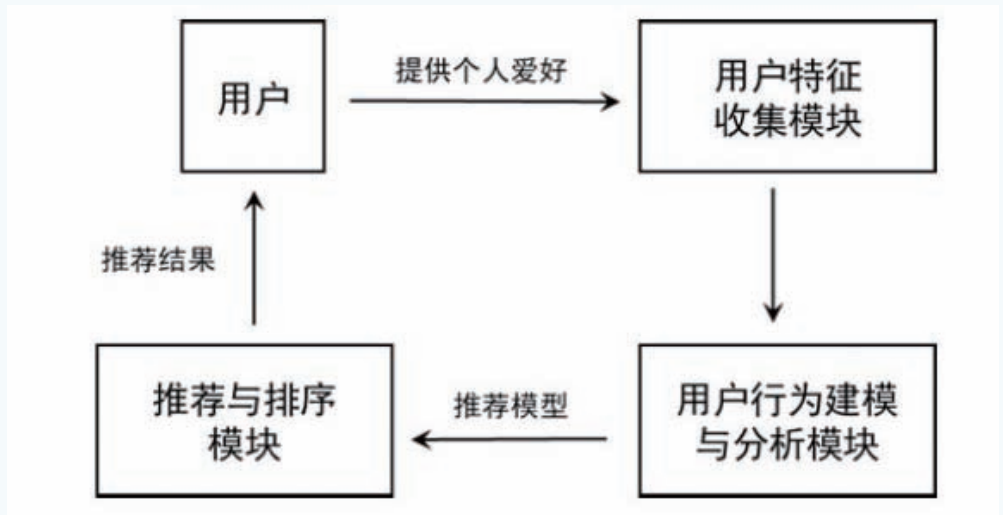 用户
提供个人爱好
用户特征
收集模块
推荐结果
推荐与排序
模块
推荐模型
用户行为建模
与分析模块